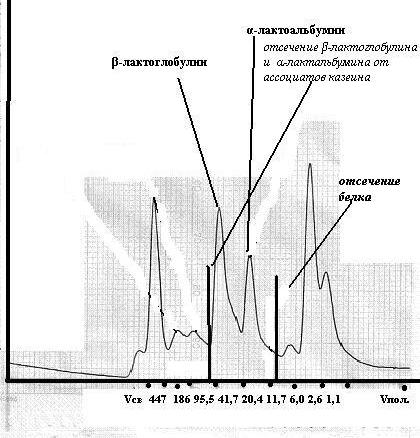 α-лактоальбумин
отсечение β-лактоглобулина
и α-лактальбумина от
ассоциатов казеина
β-лактоглобулин
отсечение
белка
Vсв 447 186 95,5 41,7 20,4 11,7 6,0 2,6 1,1 Vпол.